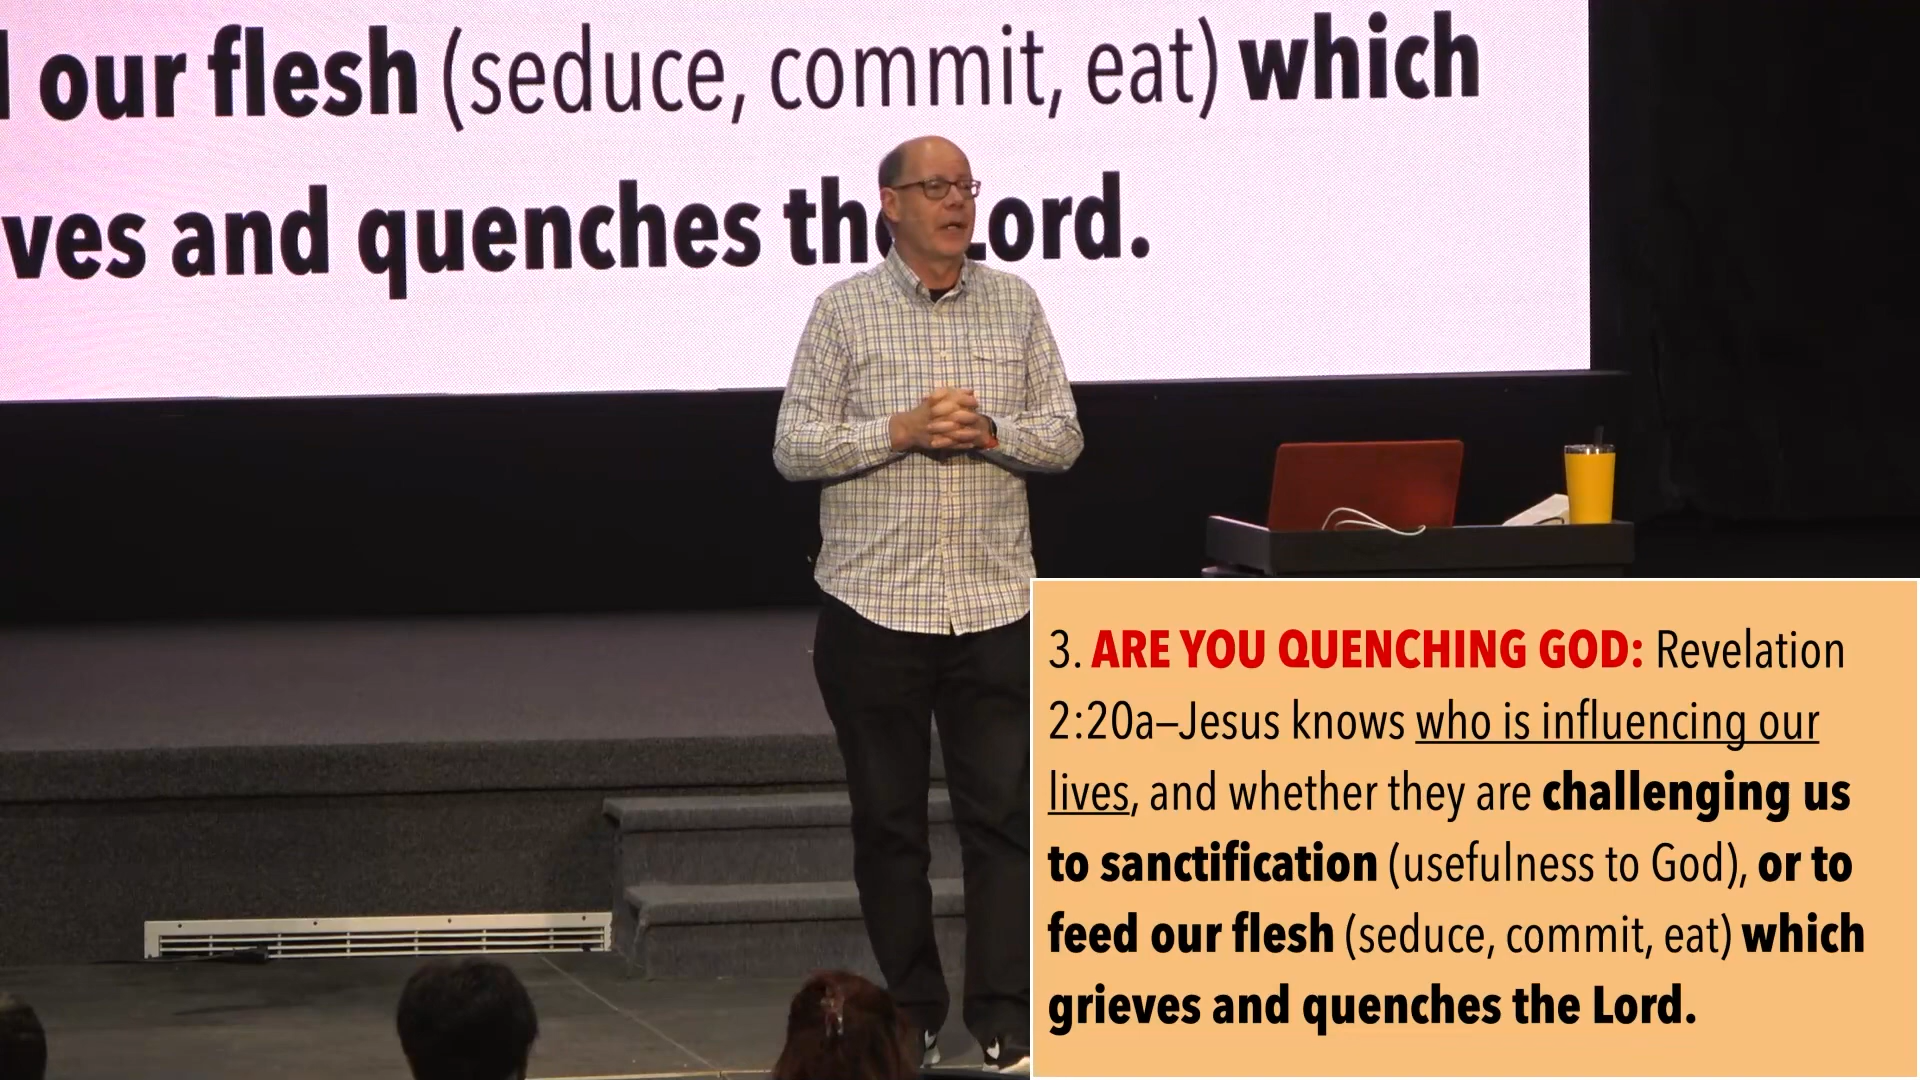 our flesh (seduce, commit, eat) which
ves and quenches the Lord.
3. ARE YOU QUENCHING GOD: Revelation
2:20a—Jesus knows who is influencing our
lives, and whether they are challenging us
to sanctification (usefulness to God), or to
feed our flesh (seduce, commit, eat) which
grieves and quenches the Lord.